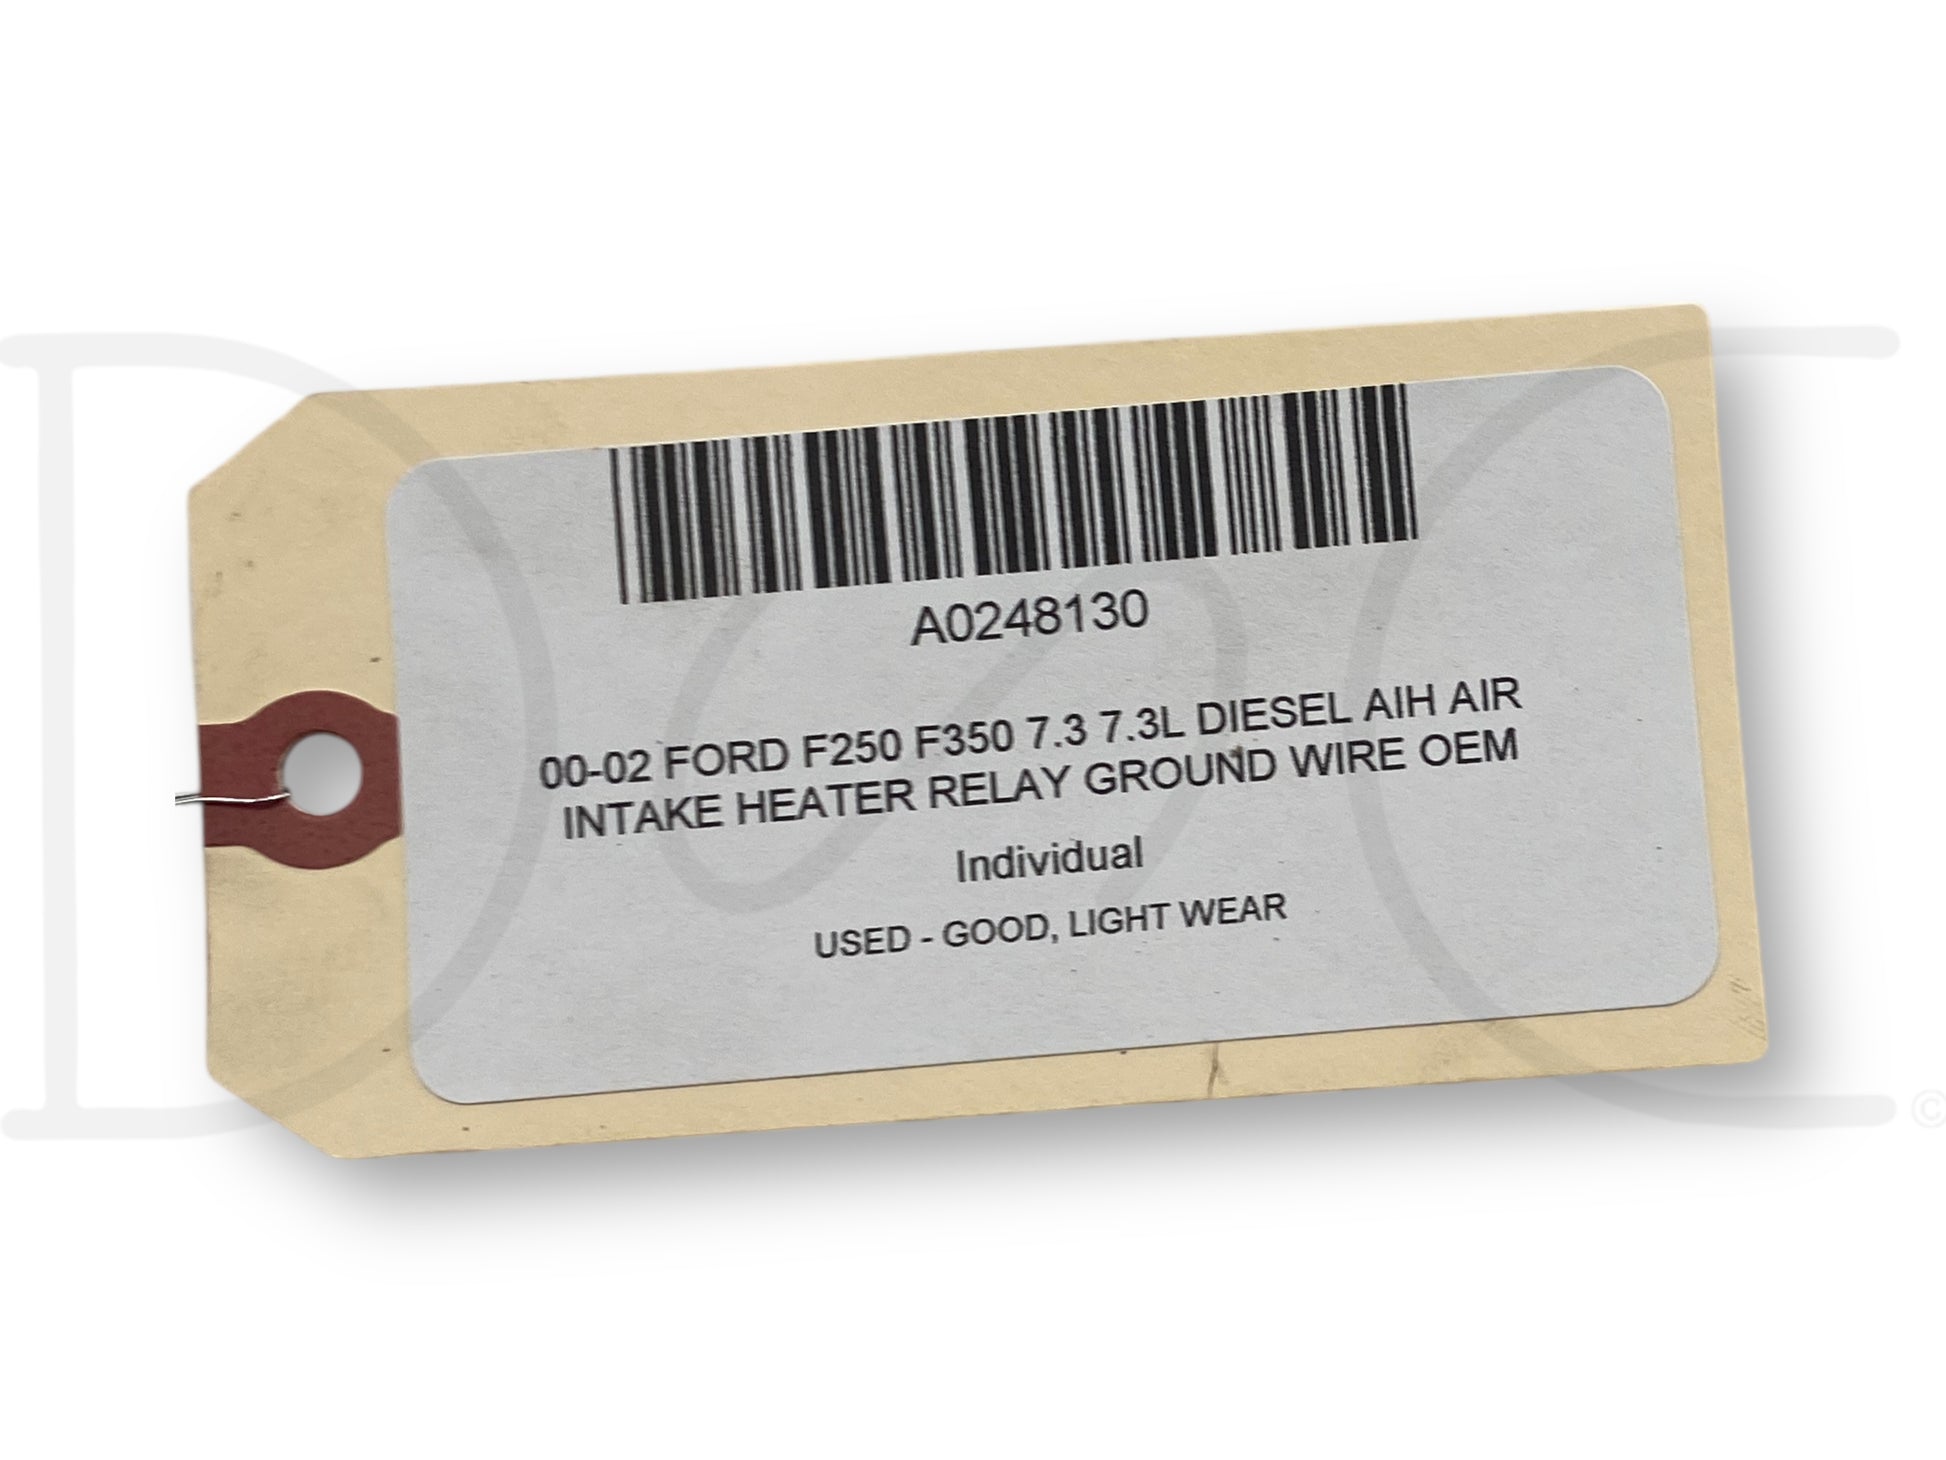 A0248130
00-02 FORD F250 F350 7.3 7.3L DIESEL AIH AIR
INTAKE HEATER RELAY GROUND WIRE OEM
Individual
USED - GOOD, LIGHT WEAR
©